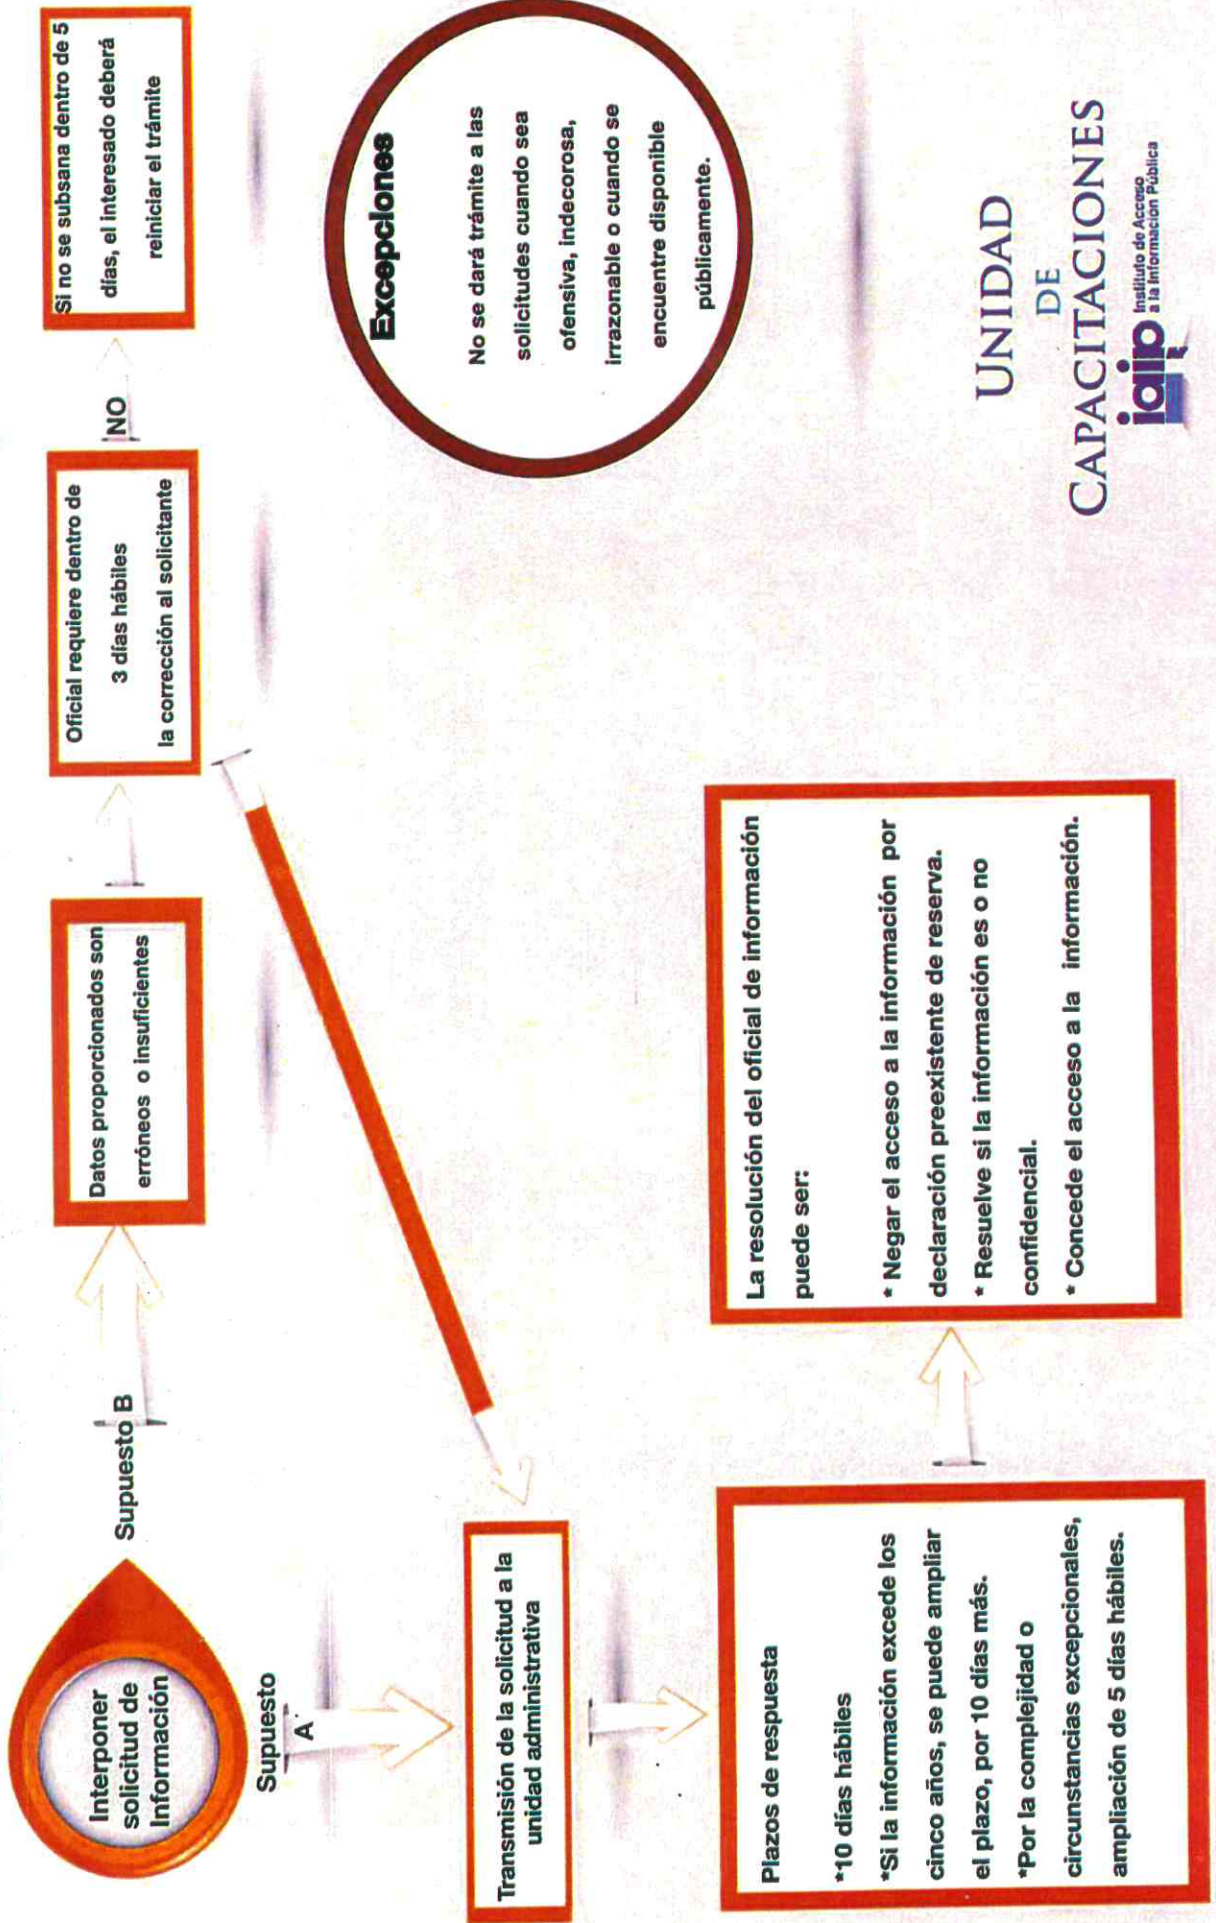 Interponer
solicitud de
Información
Supuesto B
Datos proporcionados son
erróneos o insuficientes
Oficial requiere dentro de
3 días hábiles
la corrección al solicitante
NO
Si no se subsana dentro de 5
días, el interesado deberá
reiniciar el trámite
Supuesto
A
Transmisión de la solicitud a la
unidad administrativa
Plazos de respuesta
*10 días hábiles
*Si la información excede los
cinco años, se puede ampliar
el plazo, por 10 días más.
*Por la complejidad o
circunstancias excepcionales,
ampliación de 5 días hábiles.
La resolución del oficial de información
puede ser:
* Negar el acceso a la información por
declaración preexistente de reserva.
* Resuelve si la información es o no
confidencial.
* Concede el acceso a la información.
Excepciones
No se dará trámite a las
solicitudes cuando sea
ofensiva, indecorosa,
irrazonable o cuando se
encuentre disponible
públicamente.
UNIDAD
DE
CAPACITACIONES
iaip
Instituto de Acceso
a la Información Pública